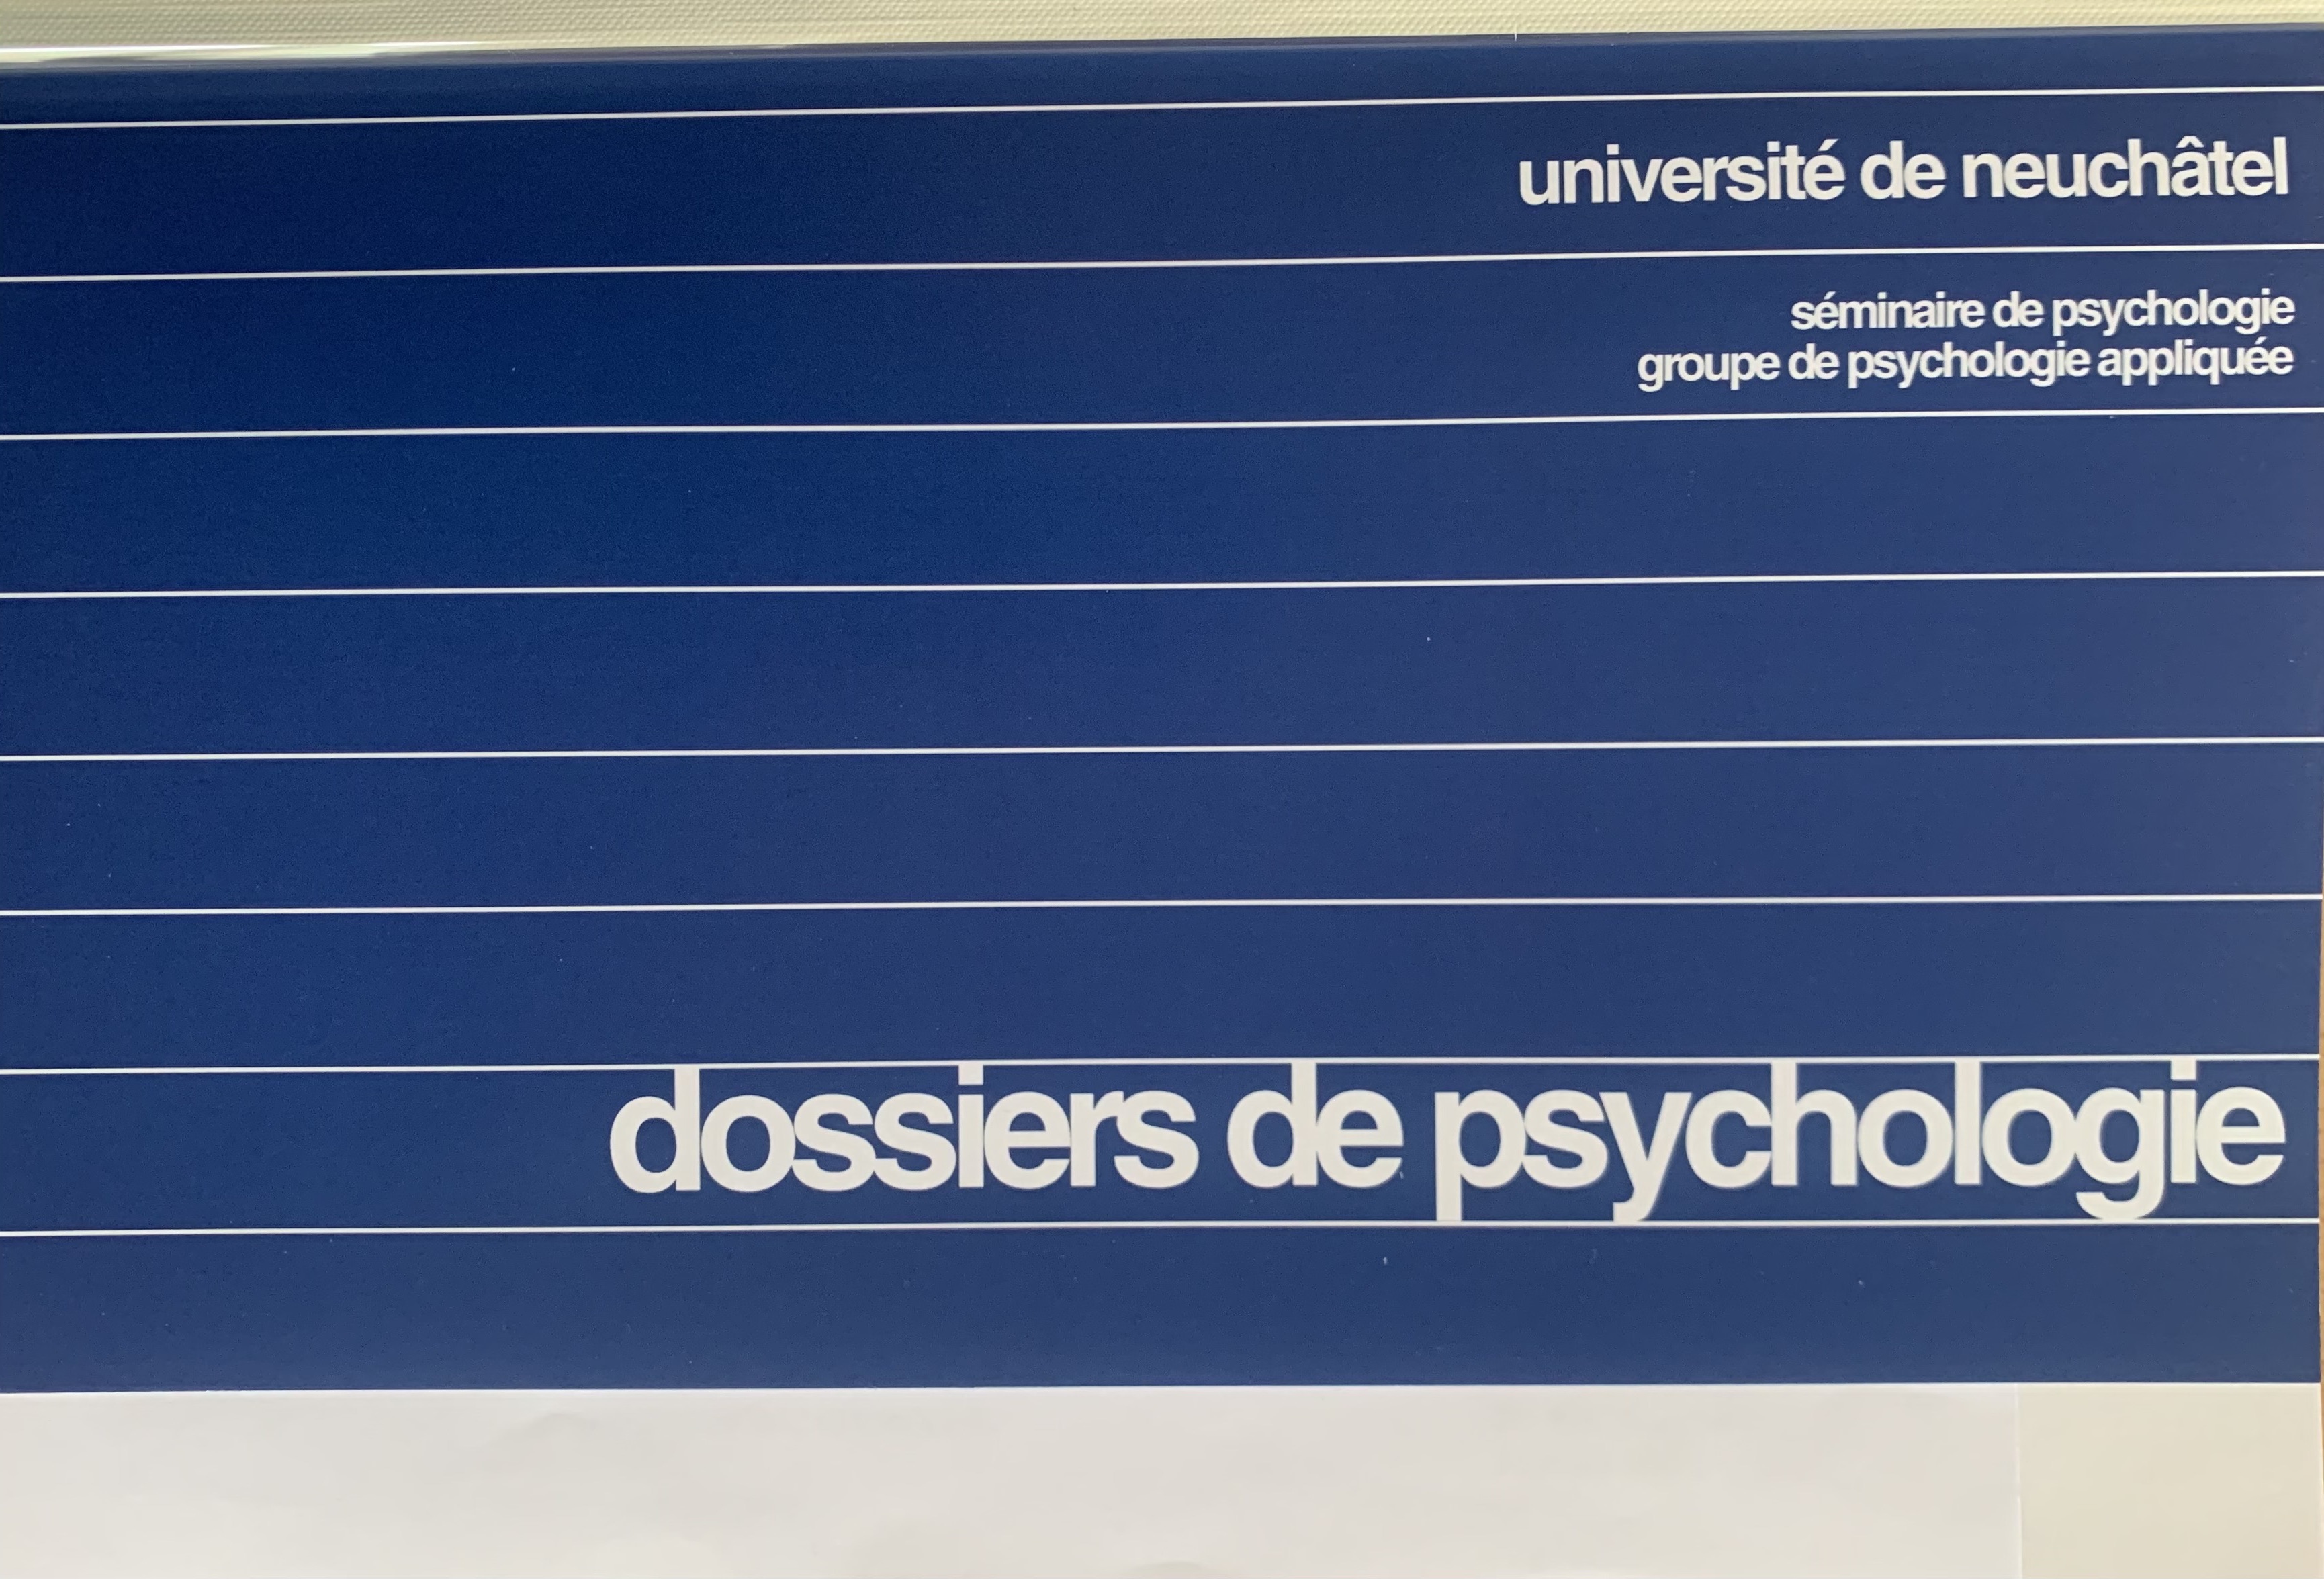 université de neuchâtel
séminaire de psychologie
groupe de psychologie appliquée
dossiers de psychologie